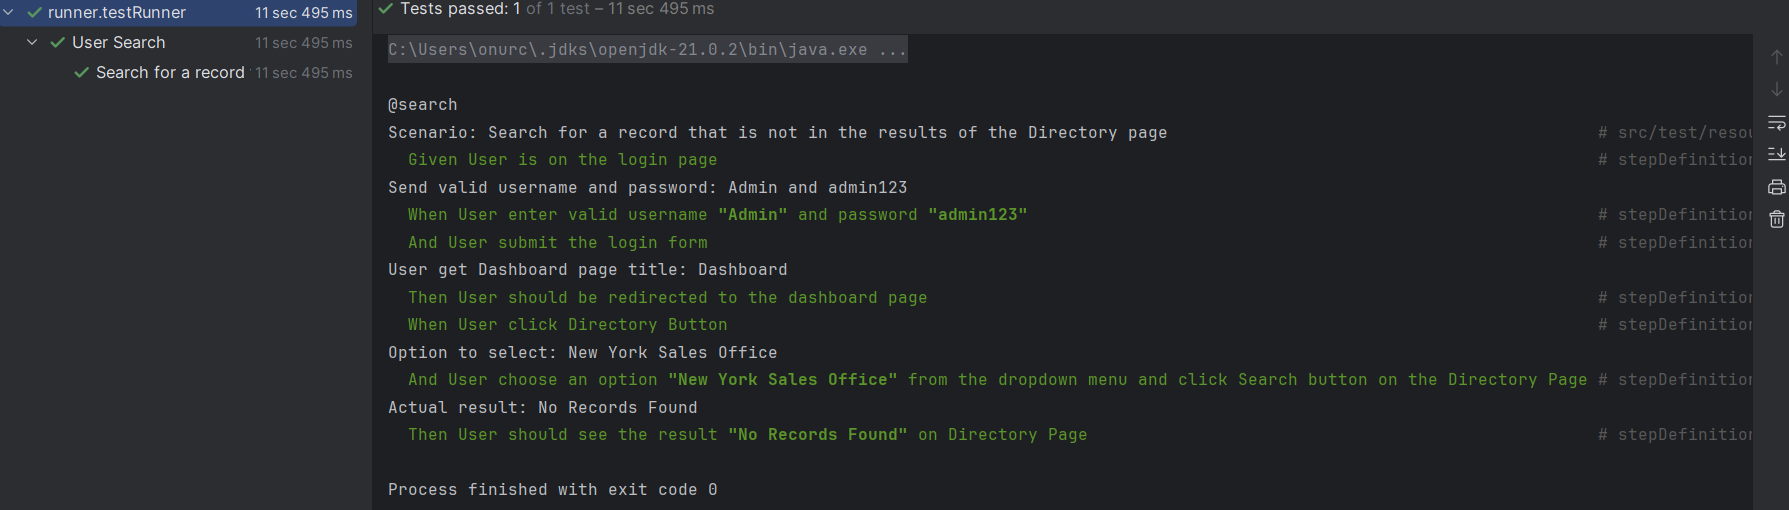 runner.testRunner 11 sec 495 ms
User Search 11 sec 495 ms
Search for a record 11 sec 495 ms
Tests passed: 1 of 1 test – 11 sec 495 ms
C:\Users\onurc\.jdks\openjdk-21.0.2\bin\java.exe ...
@search
Scenario: Search for a record that is not in the results of the Directory page # src/test/resou
Given User is on the login page # stepDefinition
Send valid username and password: Admin and admin123
When User enter valid username "Admin" and password "admin123" # stepDefinition
And User submit the login form # stepDefinition
User get Dashboard page title: Dashboard
Then User should be redirected to the dashboard page # stepDefinition
When User click Directory Button # stepDefinition
Option to select: New York Sales Office
And User choose an option "New York Sales Office" from the dropdown menu and click Search button on the Directory Page # stepDefinition
Actual result: No Records Found
Then User should see the result "No Records Found" on Directory Page # stepDefinition
Process finished with exit code 0